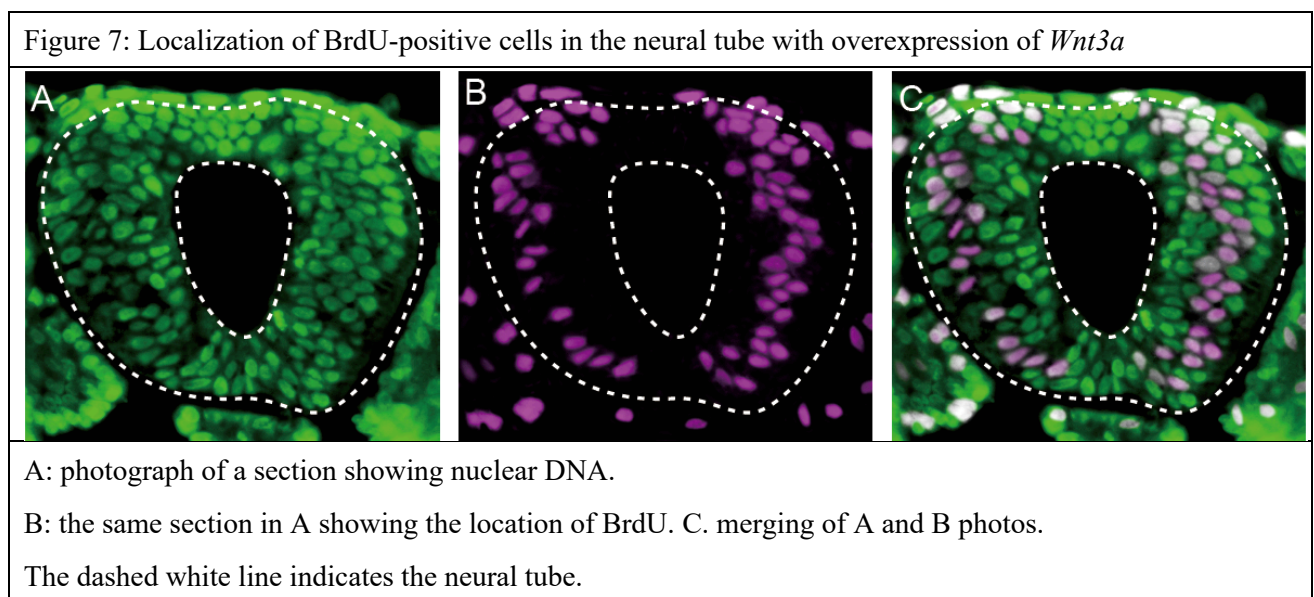 Figure 7: Localization of BrdU-positive cells in the neural tube with overexpression of Wnt3a
A
B
C
A: photograph of a section showing nuclear DNA.
B: the same section in A showing the location of BrdU. C. merging of A and B photos.
The dashed white line indicates the neural tube.